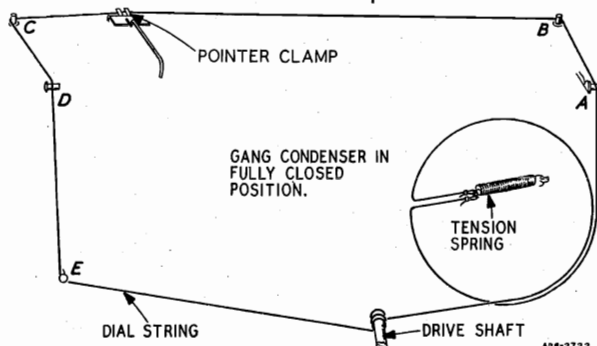 C
B
POINTER CLAMP
D
A
GANG CONDENSER IN
FULLY CLOSED
POSITION.
TENSION
SPRING
E
DIAL STRING
DRIVE SHAFT